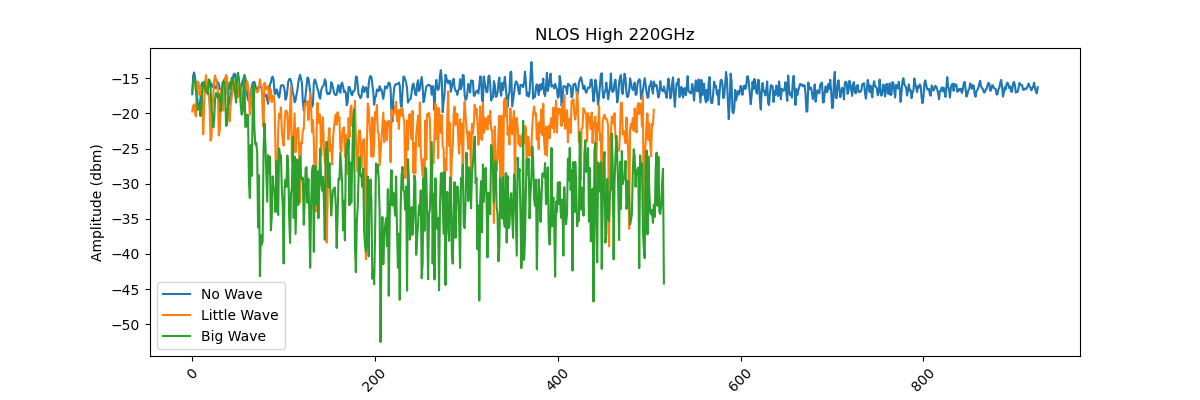 NLOS High 220GHz
Amplitude (dbm)
−15
−20
−25
−30
−35
−40
−45
−50
No Wave
Little Wave
Big Wave
0
200
400
600
800